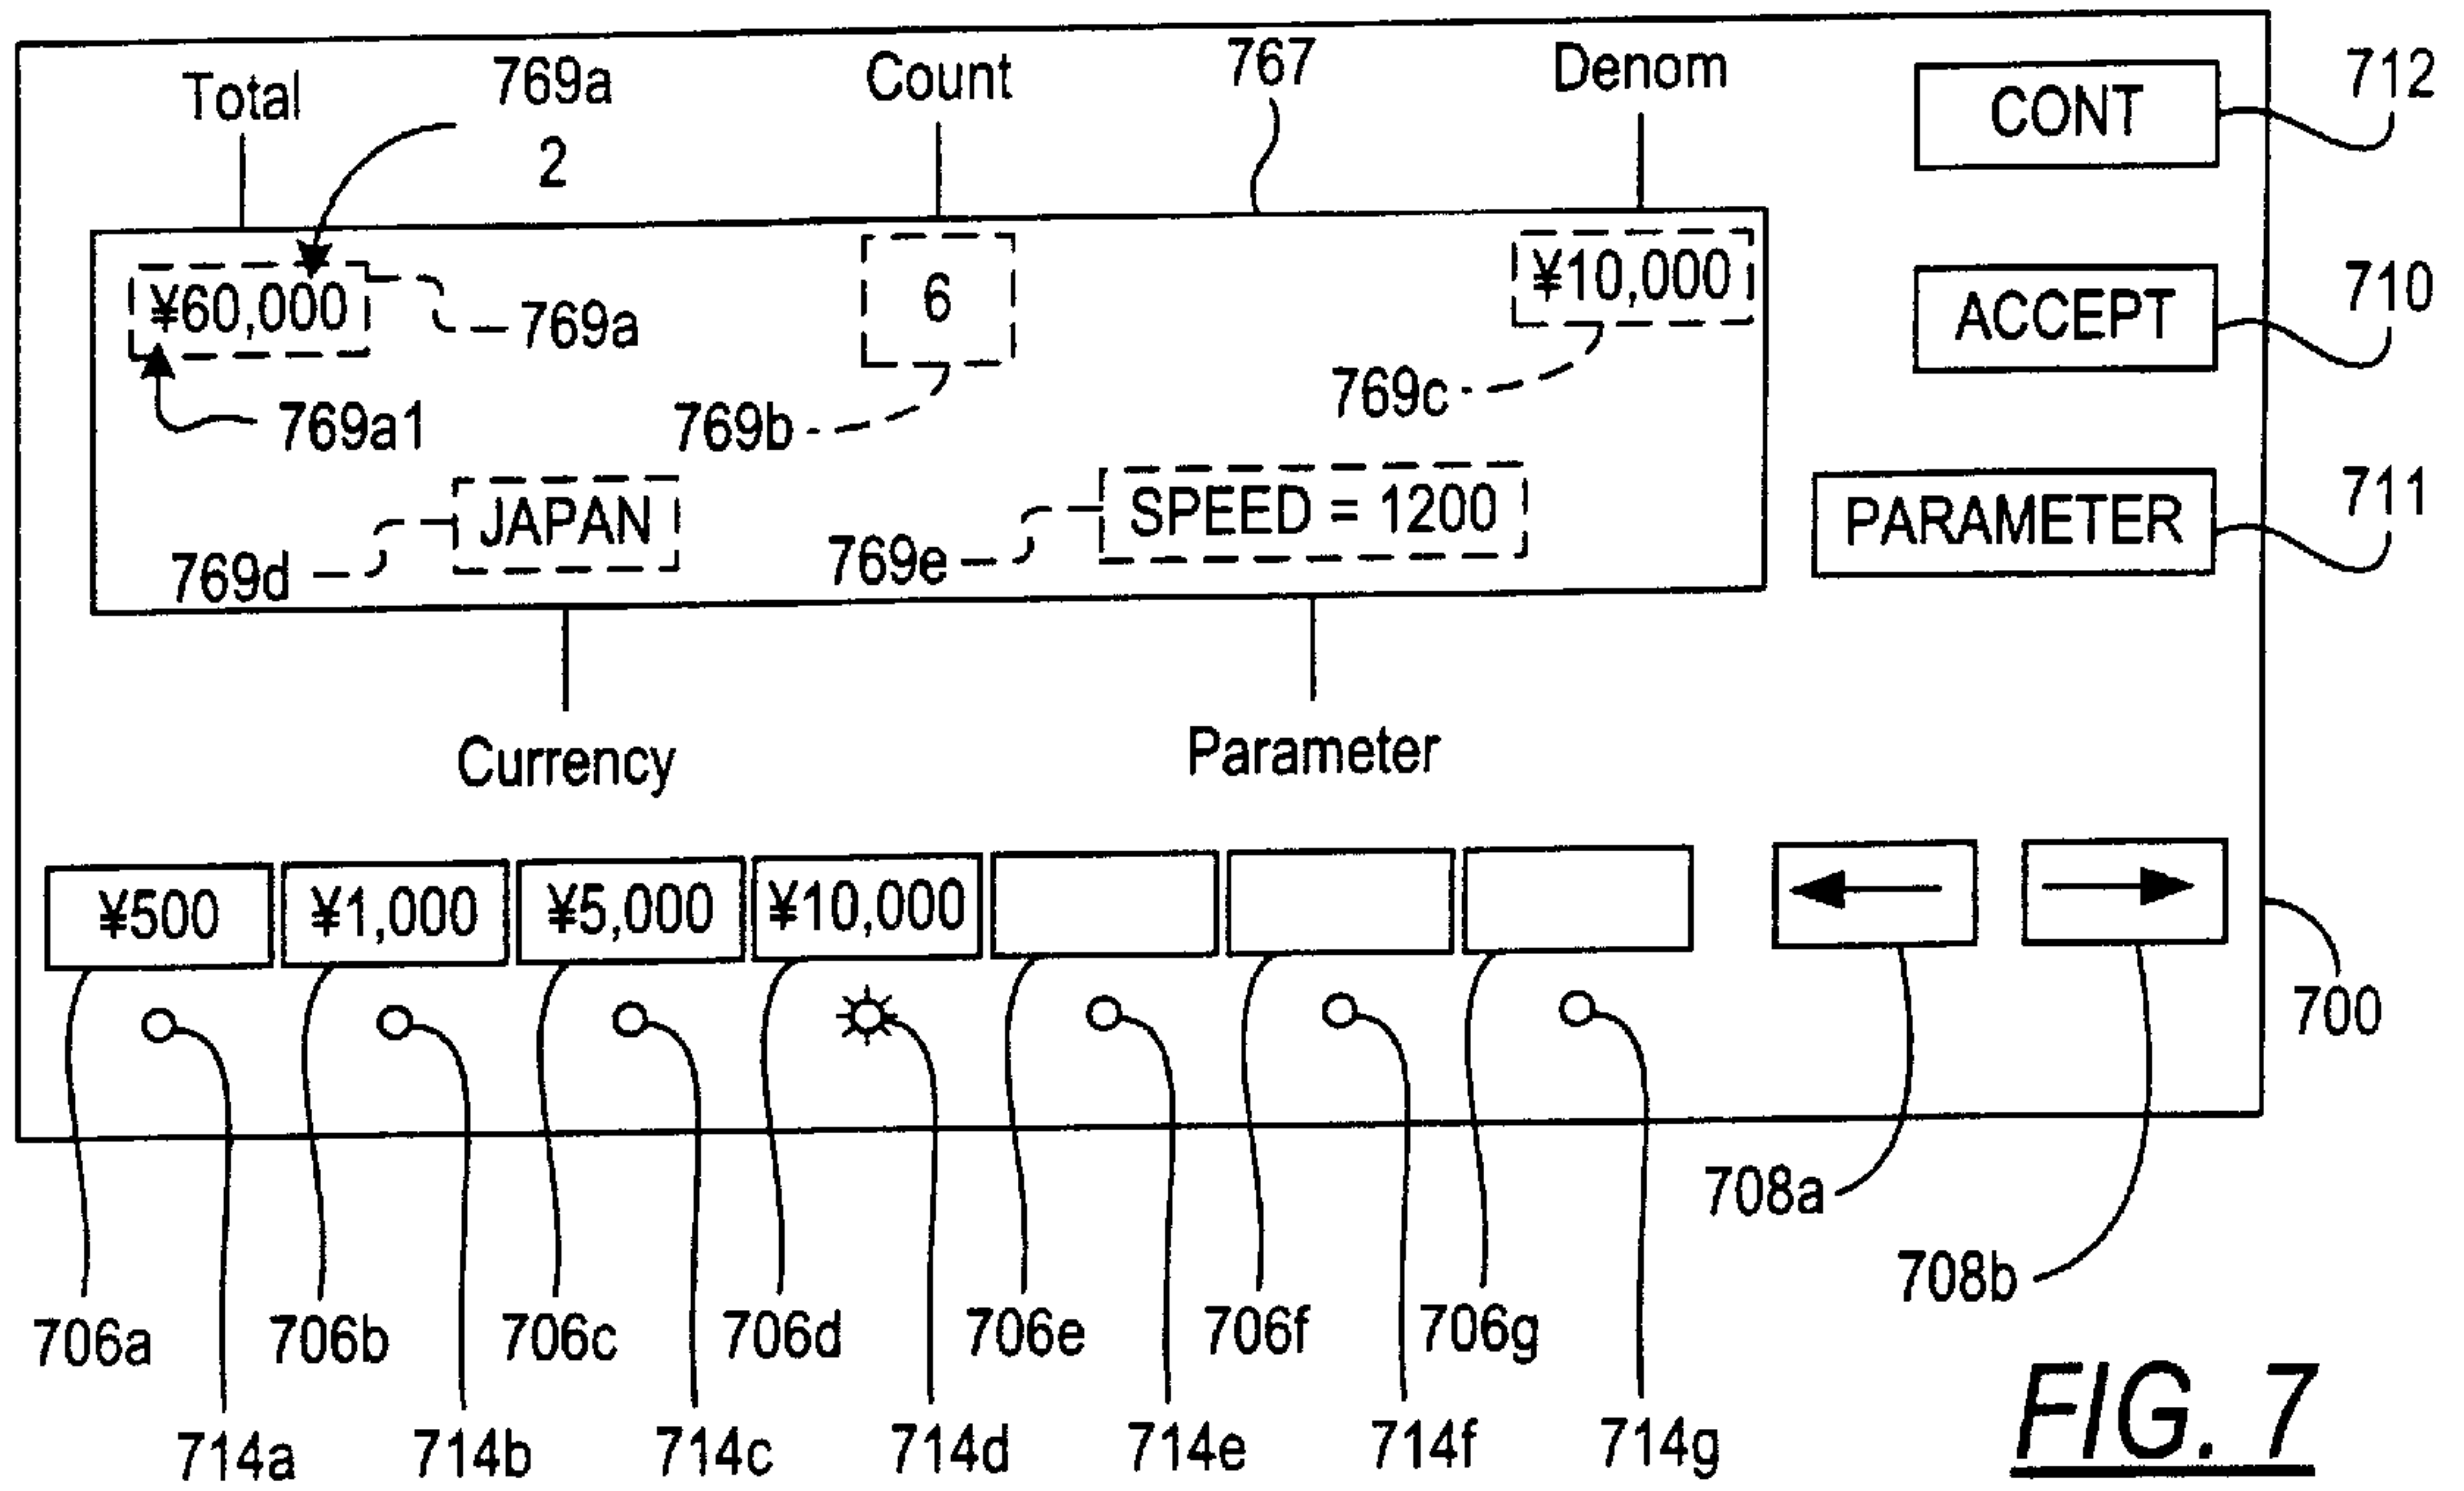 Total
769a
2
Count
767
Denom
CONT
712
¥60,000
769a
6
¥10,000
ACCEPT
710
769a1
769b
769c
JAPAN
SPEED = 1200
PARAMETER
711
769d
769e
Currency
Parameter
¥500
¥1,000
¥5,000
¥10,000
700
708a
708b
706a
706b
706c
706d
706e
706f
706g
714a
714b
714c
714d
714e
714f
714g
FIG. 7